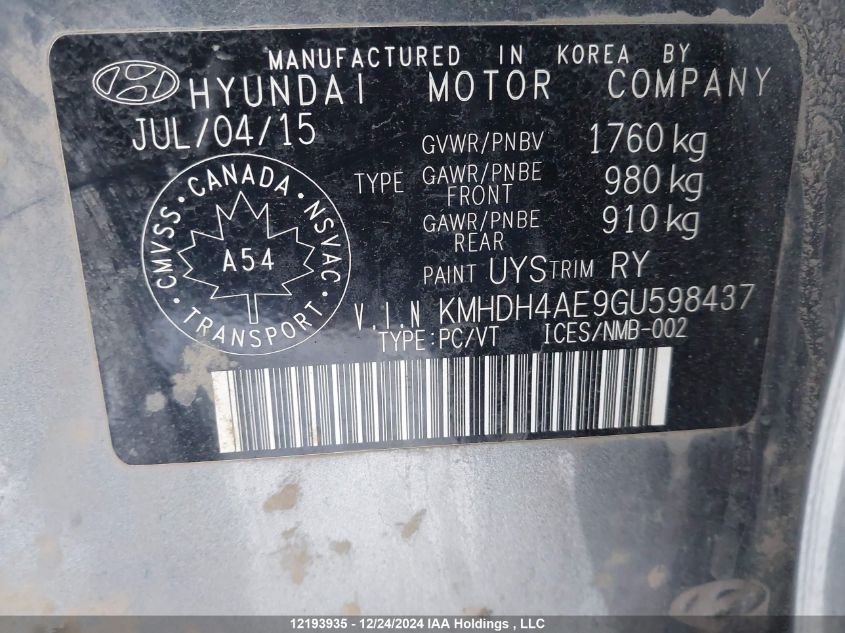 MANUFACTURED IN KOREA BY
HYUNDAI MOTOR COMPANY
JUL/04/15
GVWR/PNBV 1760 kg
TYPE GAWR/PNBE FRONT 980 kg
GAWR/PNBE REAR 910 kg
PAINT UYS TRIM RY
CMVSS • CANADA • NSVAC
A54
TRANSPORT
V.I.N KMHDH4AE9GU598437
TYPE:PC/VT ICES/NMB-002
12193935 - 12/24/2024 IAA Holdings, LLC